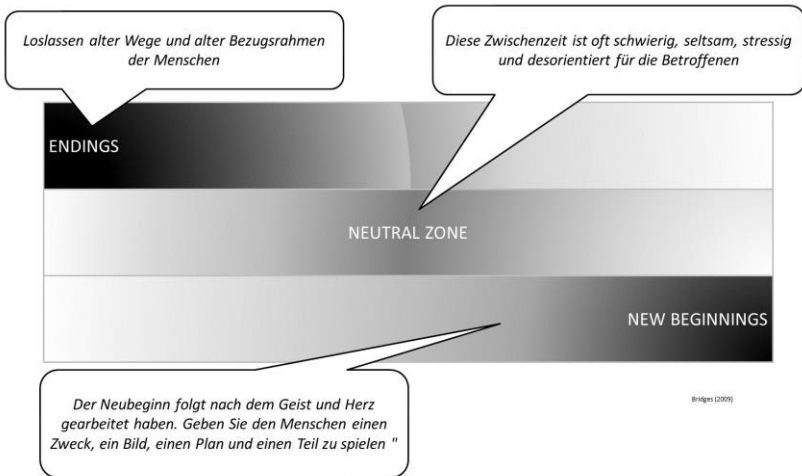 Loslassen alter Wege und alter Bezugsrahmen
der Menschen
Diese Zwischenzeit ist oft schwierig, seltsam, stressig
und desorientiert für die Betroffenen
ENDINGS
NEUTRAL ZONE
NEW BEGINNINGS
Der Neubeginn folgt nach dem Geist und Herz
gearbeitet haben. Geben Sie den Menschen einen
Zweck, ein Bild, einen Plan und einen Teil zu spielen "
Bridges (2009)